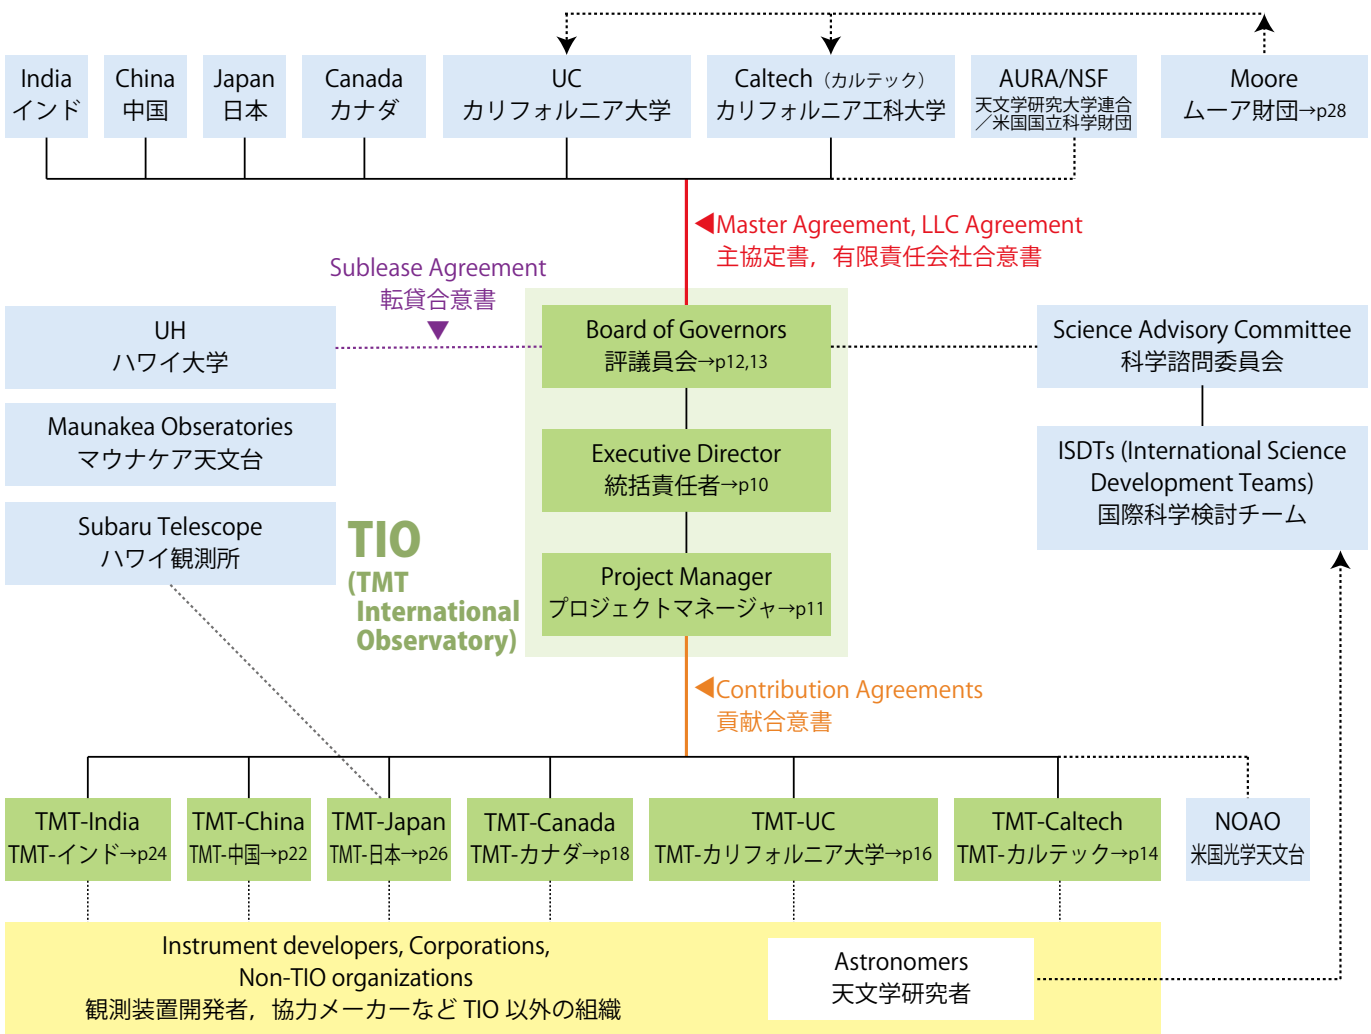 India
インド
China
中国
Japan
日本
Canada
カナダ
UC
カリフォルニア大学
Caltech（カルテック）
カリフォルニア工科大学
AURA/NSF
天文学研究大学連合
／米国国立科学財団
Moore
ムーア財団→p28
Master Agreement, LLC Agreement
主協定書，有限責任会社合意書
Sublease Agreement
転貸合意書
UH
ハワイ大学
Board of Governors
評議員会→p12,13
Science Advisory Committee
科学諮問委員会
Maunakea Obseratories
マウナケア天文台
Executive Director
統括責任者→p10
ISDTs (International Science
Development Teams)
国際科学検討チーム
Subaru Telescope
ハワイ観測所
TIO
(TMT
International
Observatory)
Project Manager
プロジェクトマネージャ→p11
Contribution Agreements
貢献合意書
TMT-India
TMT-インド→p24
TMT-China
TMT-中国→p22
TMT-Japan
TMT-日本→p26
TMT-Canada
TMT-カナダ→p18
TMT-UC
TMT-カリフォルニア大学→p16
TMT-Caltech
TMT-カルテック→p14
NOAO
米国光学天文台
Instrument developers, Corporations,
Non-TIO organizations
観測装置開発者，協力メーカーなど TIO 以外の組織
Astronomers
天文学研究者